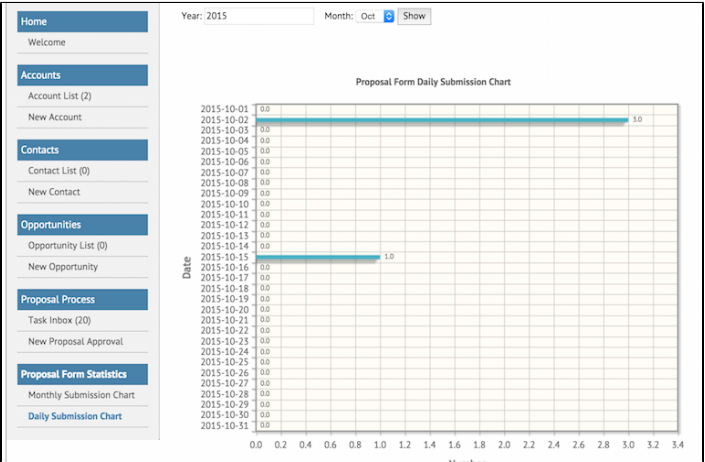 Home
Welcome
Accounts
Account List (2)
New Account
Contacts
Contact List (0)
New Contact
Opportunities
Opportunity List (0)
New Opportunity
Proposal Process
Task Inbox (20)
New Proposal Approval
Proposal Form Statistics
Monthly Submission Chart
Daily Submission Chart
Year: 2015 Month: Oct Show
Proposal Form Daily Submission Chart
Date
2015-10-01 0.0
2015-10-02 3.0
2015-10-03 0.0
2015-10-04 0.0
2015-10-05 0.0
2015-10-06 0.0
2015-10-07 0.0
2015-10-08 0.0
2015-10-09 0.0
2015-10-10 0.0
2015-10-11 0.0
2015-10-12 0.0
2015-10-13 0.0
2015-10-14 0.0
2015-10-15 1.0
2015-10-16 0.0
2015-10-17 0.0
2015-10-18 0.0
2015-10-19 0.0
2015-10-20 0.0
2015-10-21 0.0
2015-10-22 0.0
2015-10-23 0.0
2015-10-24 0.0
2015-10-25 0.0
2015-10-26 0.0
2015-10-27 0.0
2015-10-28 0.0
2015-10-29 0.0
2015-10-30 0.0
2015-10-31 0.0
0.0 0.2 0.4 0.6 0.8 1.0 1.2 1.4 1.6 1.8 2.0 2.2 2.4 2.6 2.8 3.0 3.2 3.4